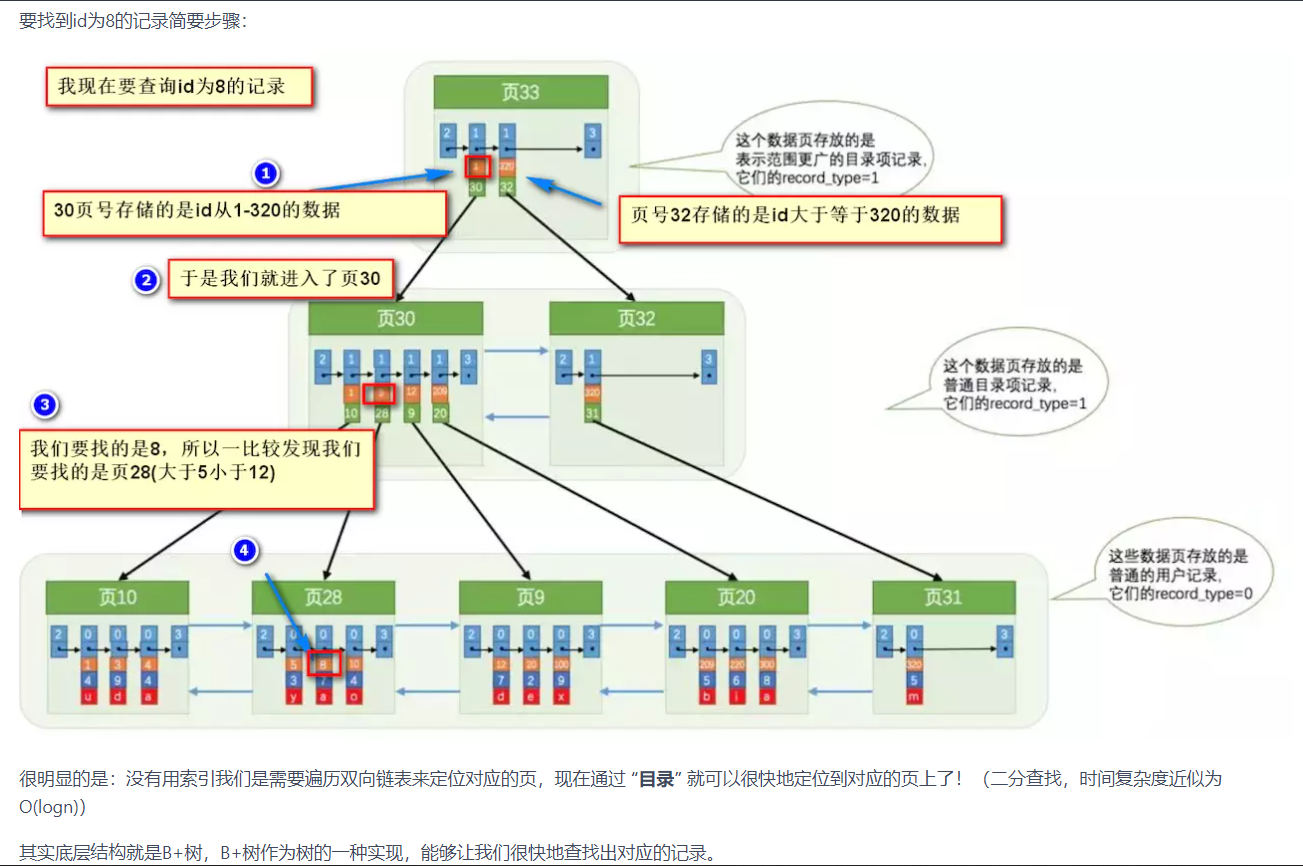 要找到id为8的记录简要步骤：
我现在要查询id为8的记录
页33
2 1 1 3
1 320
30 32
这个数据页存放的是
表示范围更广的目录项记录,
它们的record_type=1
1
30页号存储的是id从1-320的数据
页号32存储的是id大于等于320的数据
2
于是我们就进入了页30
页30
2 1 1 1 1 3
1 12 209
10 28 9 20
页32
2 1 3
320
31
这个数据页存放的是
普通目录项记录,
它们的record_type=1
3
我们要找的是8，所以一比较发现我们
要找的是页28(大于5小于12)
4
这些数据页存放的是
普通的用户记录,
它们的record_type=0
页10
2 0 0 0 3
1 3 4
4 9 4
u d a
页28
2 0 0 0 3
5 8 10
3 7 4
y a o
页9
2 0 0 0 3
12 20 100
7 2 9
d e x
页20
2 0 0 0 3
209 220 300
5 6 8
b i a
页31
2 0 3
320
5
m
很明显的是：没有用索引我们是需要遍历双向链表来定位对应的页，现在通过 “目录” 就可以很快地定位到对应的页上了！（二分查找，时间复杂度近似为
O(logn)）
其实底层结构就是B+树，B+树作为树的一种实现，能够让我们很快地查找出对应的记录。